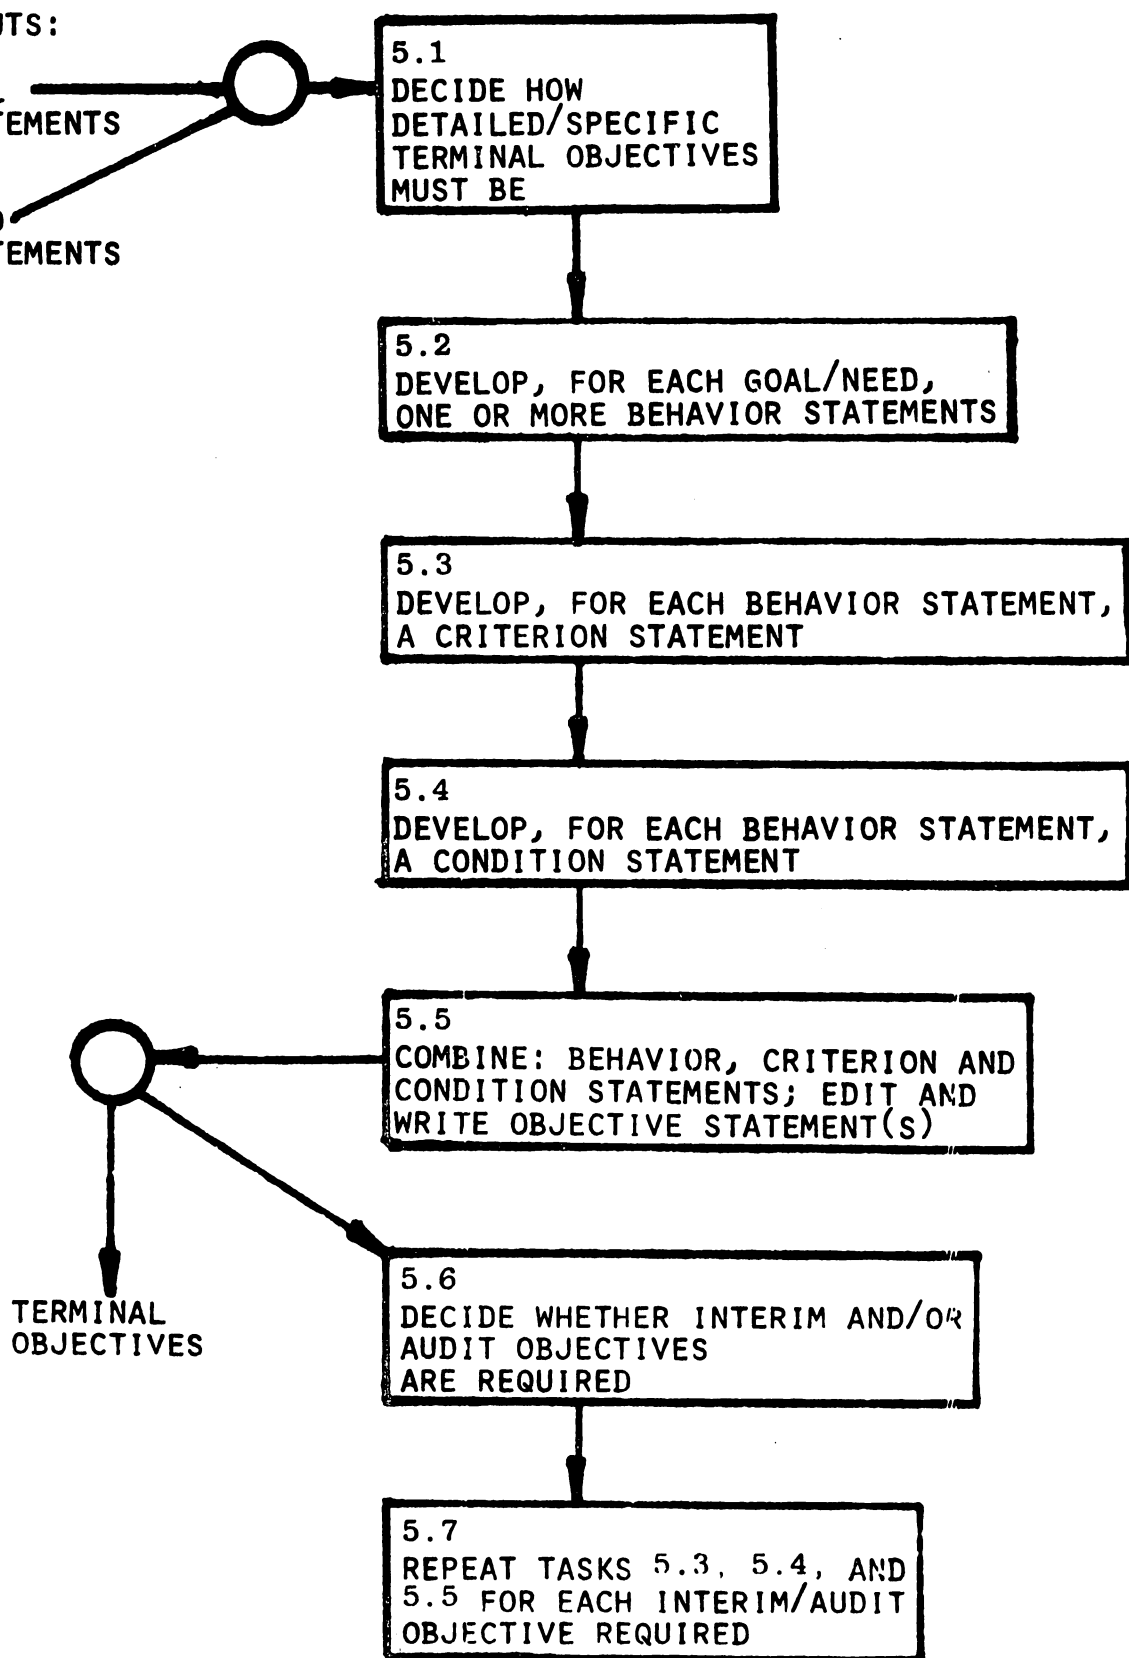 UTS:
TEMENTS
TEMENTS
5.1
DECIDE HOW
DETAILED/SPECIFIC
TERMINAL OBJECTIVES
MUST BE
5.2
DEVELOP, FOR EACH GOAL/NEED,
ONE OR MORE BEHAVIOR STATEMENTS
5.3
DEVELOP, FOR EACH BEHAVIOR STATEMENT,
A CRITERION STATEMENT
5.4
DEVELOP, FOR EACH BEHAVIOR STATEMENT,
A CONDITION STATEMENT
5.5
COMBINE: BEHAVIOR, CRITERION AND
CONDITION STATEMENTS; EDIT AND
WRITE OBJECTIVE STATEMENT(S)
TERMINAL
OBJECTIVES
5.6
DECIDE WHETHER INTERIM AND/OR
AUDIT OBJECTIVES
ARE REQUIRED
5.7
REPEAT TASKS 5.3, 5.4, AND
5.5 FOR EACH INTERIM/AUDIT
OBJECTIVE REQUIRED